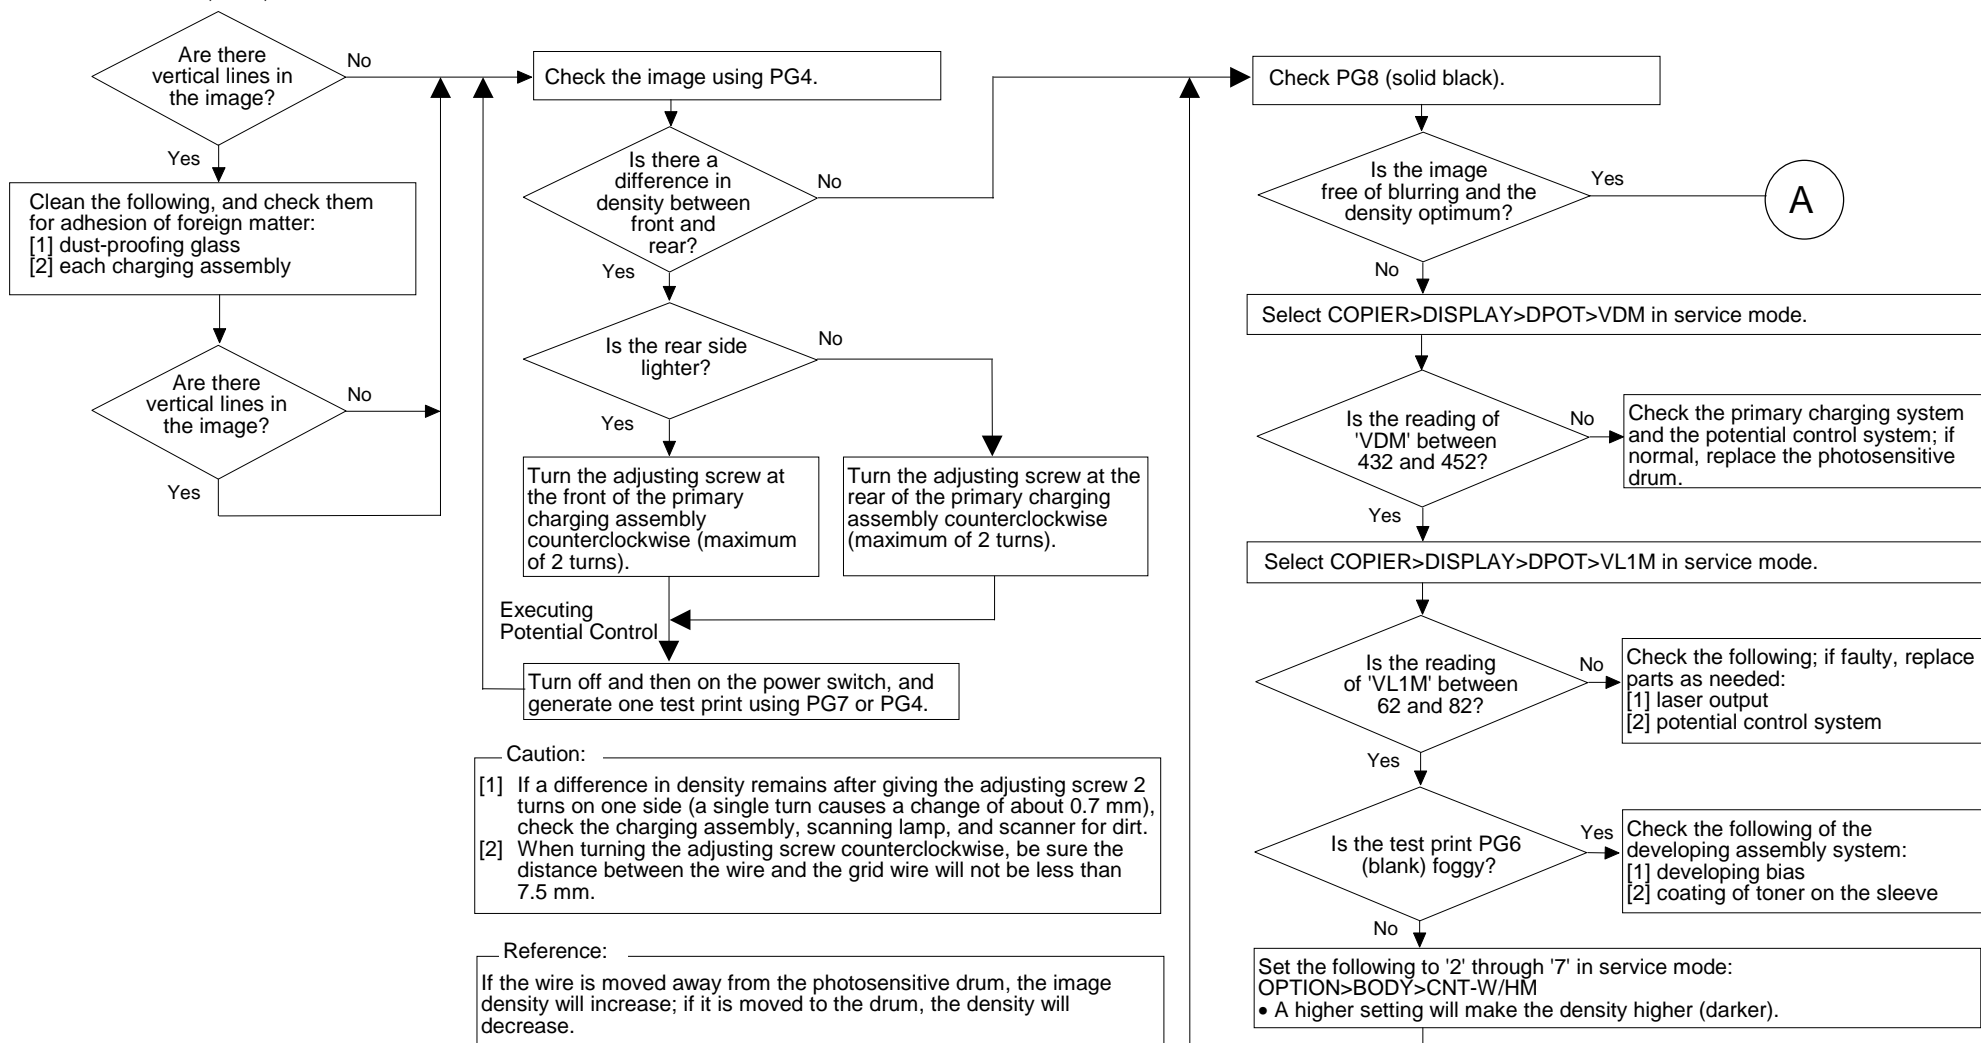 Are there
vertical lines in
the image?
No
Yes
Clean the following, and check them
for adhesion of foreign matter:
[1] dust-proofing glass
[2] each charging assembly
Are there
vertical lines in
the image?
No
Yes
Check the image using PG4.
Is there a
difference in
density between
front and
rear?
No
Yes
Is the rear side
lighter?
No
Yes
Turn the adjusting screw at
the front of the primary
charging assembly
counterclockwise (maximum
of 2 turns).
Turn the adjusting screw at the
rear of the primary charging
assembly counterclockwise
(maximum of 2 turns).
Executing
Potential Control
Turn off and then on the power switch, and
generate one test print using PG7 or PG4.
Caution:
[1] If a difference in density remains after giving the adjusting screw 2
turns on one side (a single turn causes a change of about 0.7 mm),
check the charging assembly, scanning lamp, and scanner for dirt.
[2] When turning the adjusting screw counterclockwise, be sure the
distance between the wire and the grid wire will not be less than
7.5 mm.
Reference:
If the wire is moved away from the photosensitive drum, the image
density will increase; if it is moved to the drum, the density will
decrease.
Check PG8 (solid black).
Is the image
free of blurring and the
density optimum?
Yes
A
No
Select COPIER>DISPLAY>DPOT>VDM in service mode.
Is the reading of
'VDM' between
432 and 452?
No
Check the primary charging system
and the potential control system; if
normal, replace the photosensitive
drum.
Yes
Select COPIER>DISPLAY>DPOT>VL1M in service mode.
Is the reading
of 'VL1M' between
62 and 82?
No
Check the following; if faulty, replace
parts as needed:
[1] laser output
[2] potential control system
Yes
Is the test print PG6
(blank) foggy?
Yes
Check the following of the
developing assembly system:
[1] developing bias
[2] coating of toner on the sleeve
No
Set the following to '2' through '7' in service mode:
OPTION>BODY>CNT-W/HM
• A higher setting will make the density higher (darker).